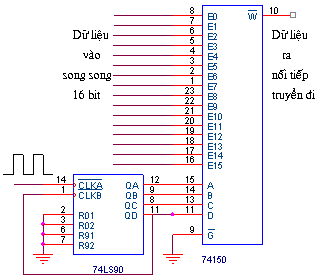 8 E0 W 10
7 E1
6 E2
5 E3
4 E4
3 E5
2 E6
1 E7
23 E8
22 E9
21 E10
20 E11
19 E12
18 E13
17 E14
16 E15
Dữ liệu
vào
song song
16 bit
Dữ liệu
ra
nối tiếp
truyền đi
14 CLKA QA 12 15 A
1 CLKB QB 9 14 B
QC 8 13 C
2 R01 QD 11 11 D
3 R02
6 R91
7 R92
9 G
74LS90
74150